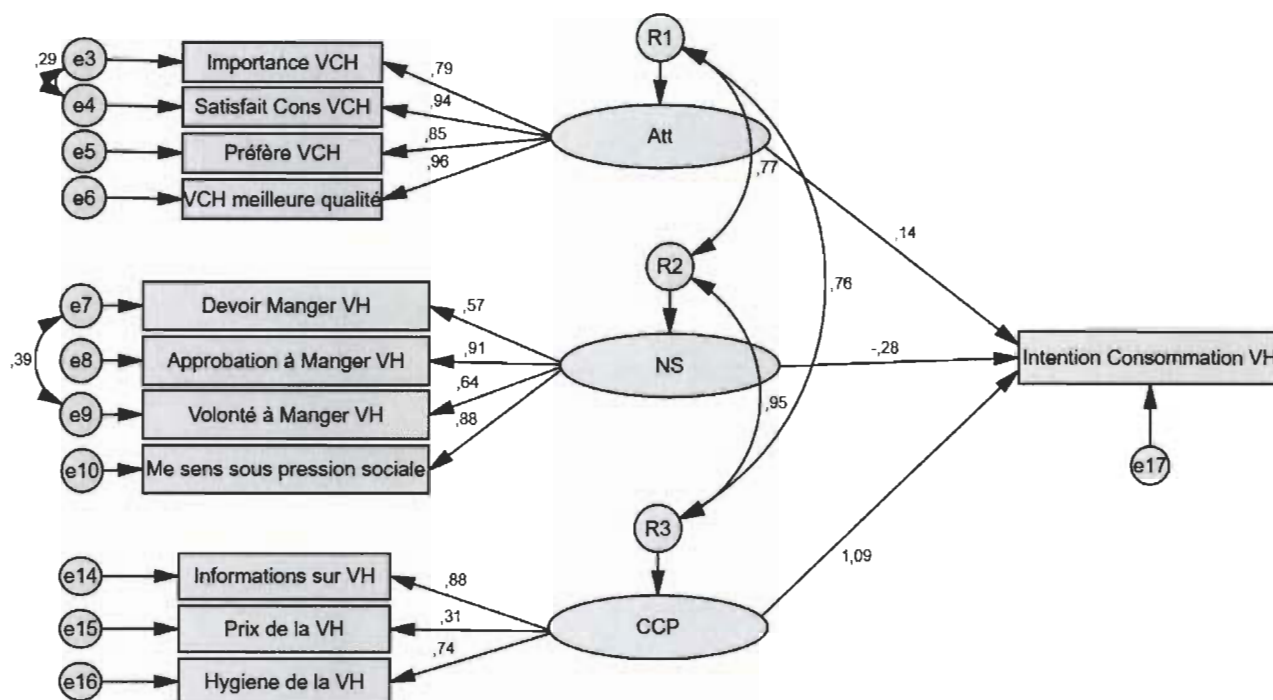 R1
,29
e3
Importance VCH
,79
e4
Satisfait Cons VCH
,94
Att
e5
Préfère VCH
,85
e6
VCH meilleure qualité
,96
,77
,14
R2
,76
e7
Devoir Manger VH
,57
,39
e8
Approbation à Manger VH
,91
NS
-,28
Intention Consommation VH
e9
Volonté à Manger VH
,64
,95
e10
Me sens sous pression sociale
,88
e17
R3
1,09
e14
Informations sur VH
,88
e15
Prix de la VH
,31
CCP
e16
Hygiene de la VH
,74